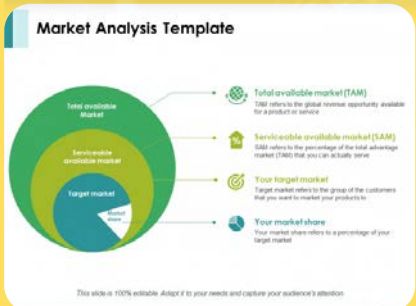 Market Analysis Template
Total available
Market
Serviceable
available market
Target market
Market
share
Total available market (TAM)
TAM refers to the global revenue opportunity available
for a product or service
%
Serviceable available market (SAM)
SAM refers to the percentage of the total advantage
market (TAM) that you can actually serve
Your target market
Target market refers to the group of the customers
that you want to market your products to
Your market share
Your market share refers to a percentage of your
target market
This slide is 100% editable. Adapt it to your needs and capture your audience's attention.